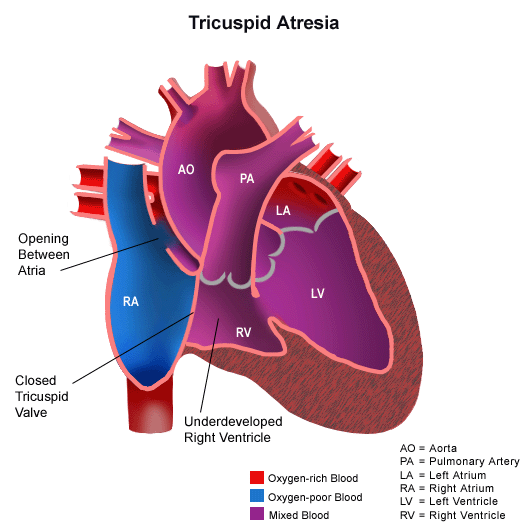 Tricuspid Atresia
AO
PA
LA
Opening
Between
Atria
RA
LV
RV
Closed
Tricuspid
Valve
Underdeveloped
Right Ventricle
Oxygen-rich Blood
Oxygen-poor Blood
Mixed Blood
AO = Aorta
PA = Pulmonary Artery
LA = Left Atrium
RA = Right Atrium
LV = Left Ventricle
RV = Right Ventricle